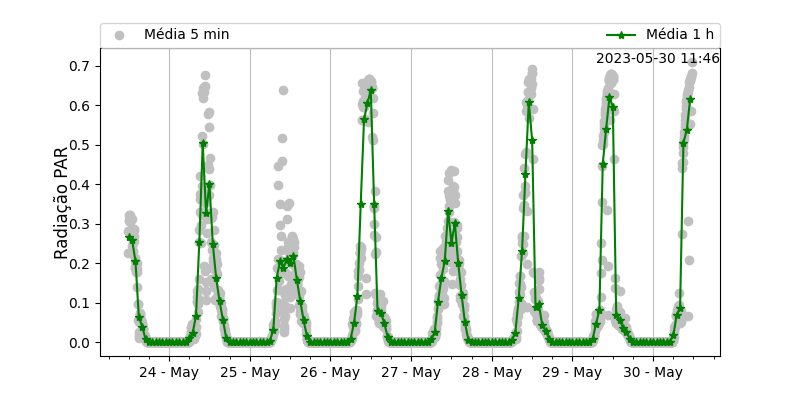 Média 5 min
Média 1 h
2023-05-30 11:46
Radiação PAR
0.7
0.6
0.5
0.4
0.3
0.2
0.1
0.0
24 - May
25 - May
26 - May
27 - May
28 - May
29 - May
30 - May